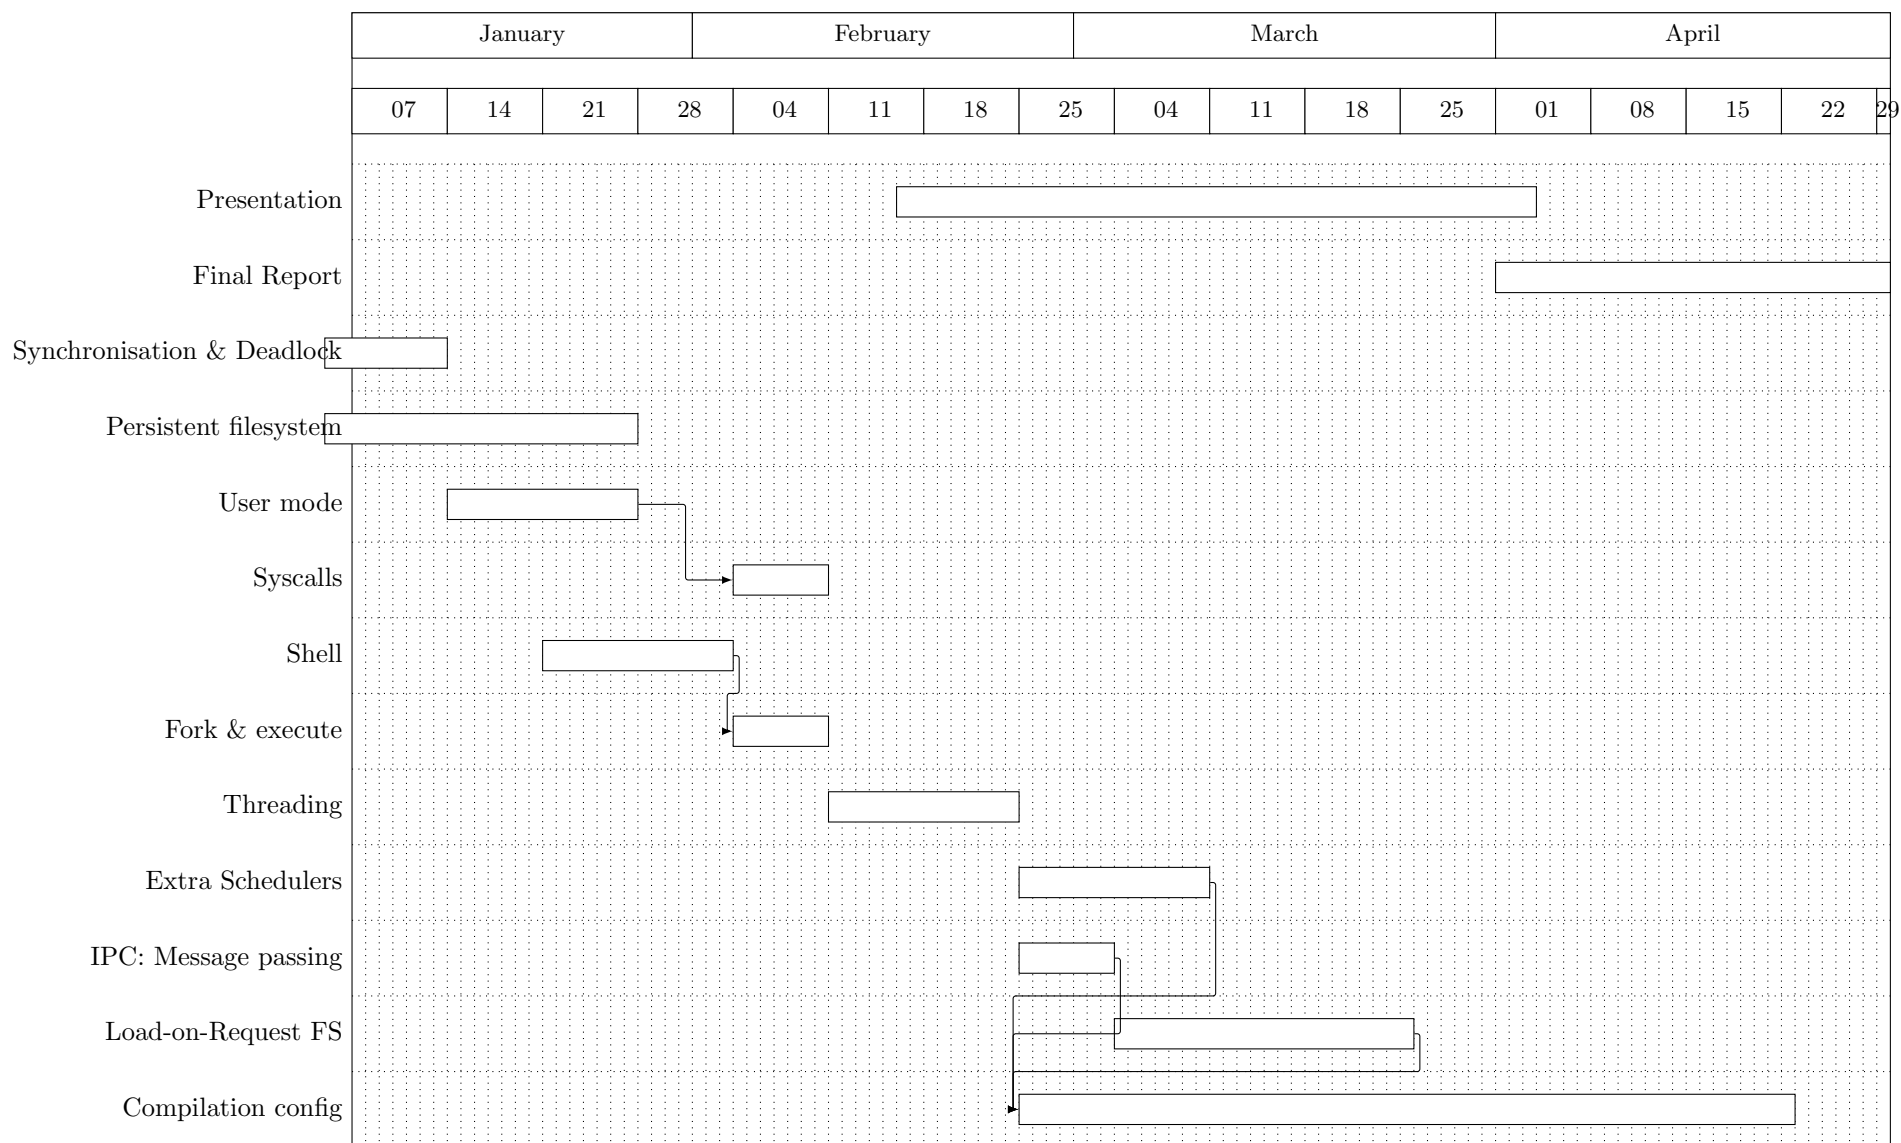 January February March April
07 14 21 28 04 11 18 25 04 11 18 25 01 08 15 22 29
Presentation
Final Report
Synchronisation & Deadlock
Persistent filesystem
User mode
Syscalls
Shell
Fork & execute
Threading
Extra Schedulers
IPC: Message passing
Load-on-Request FS
Compilation config